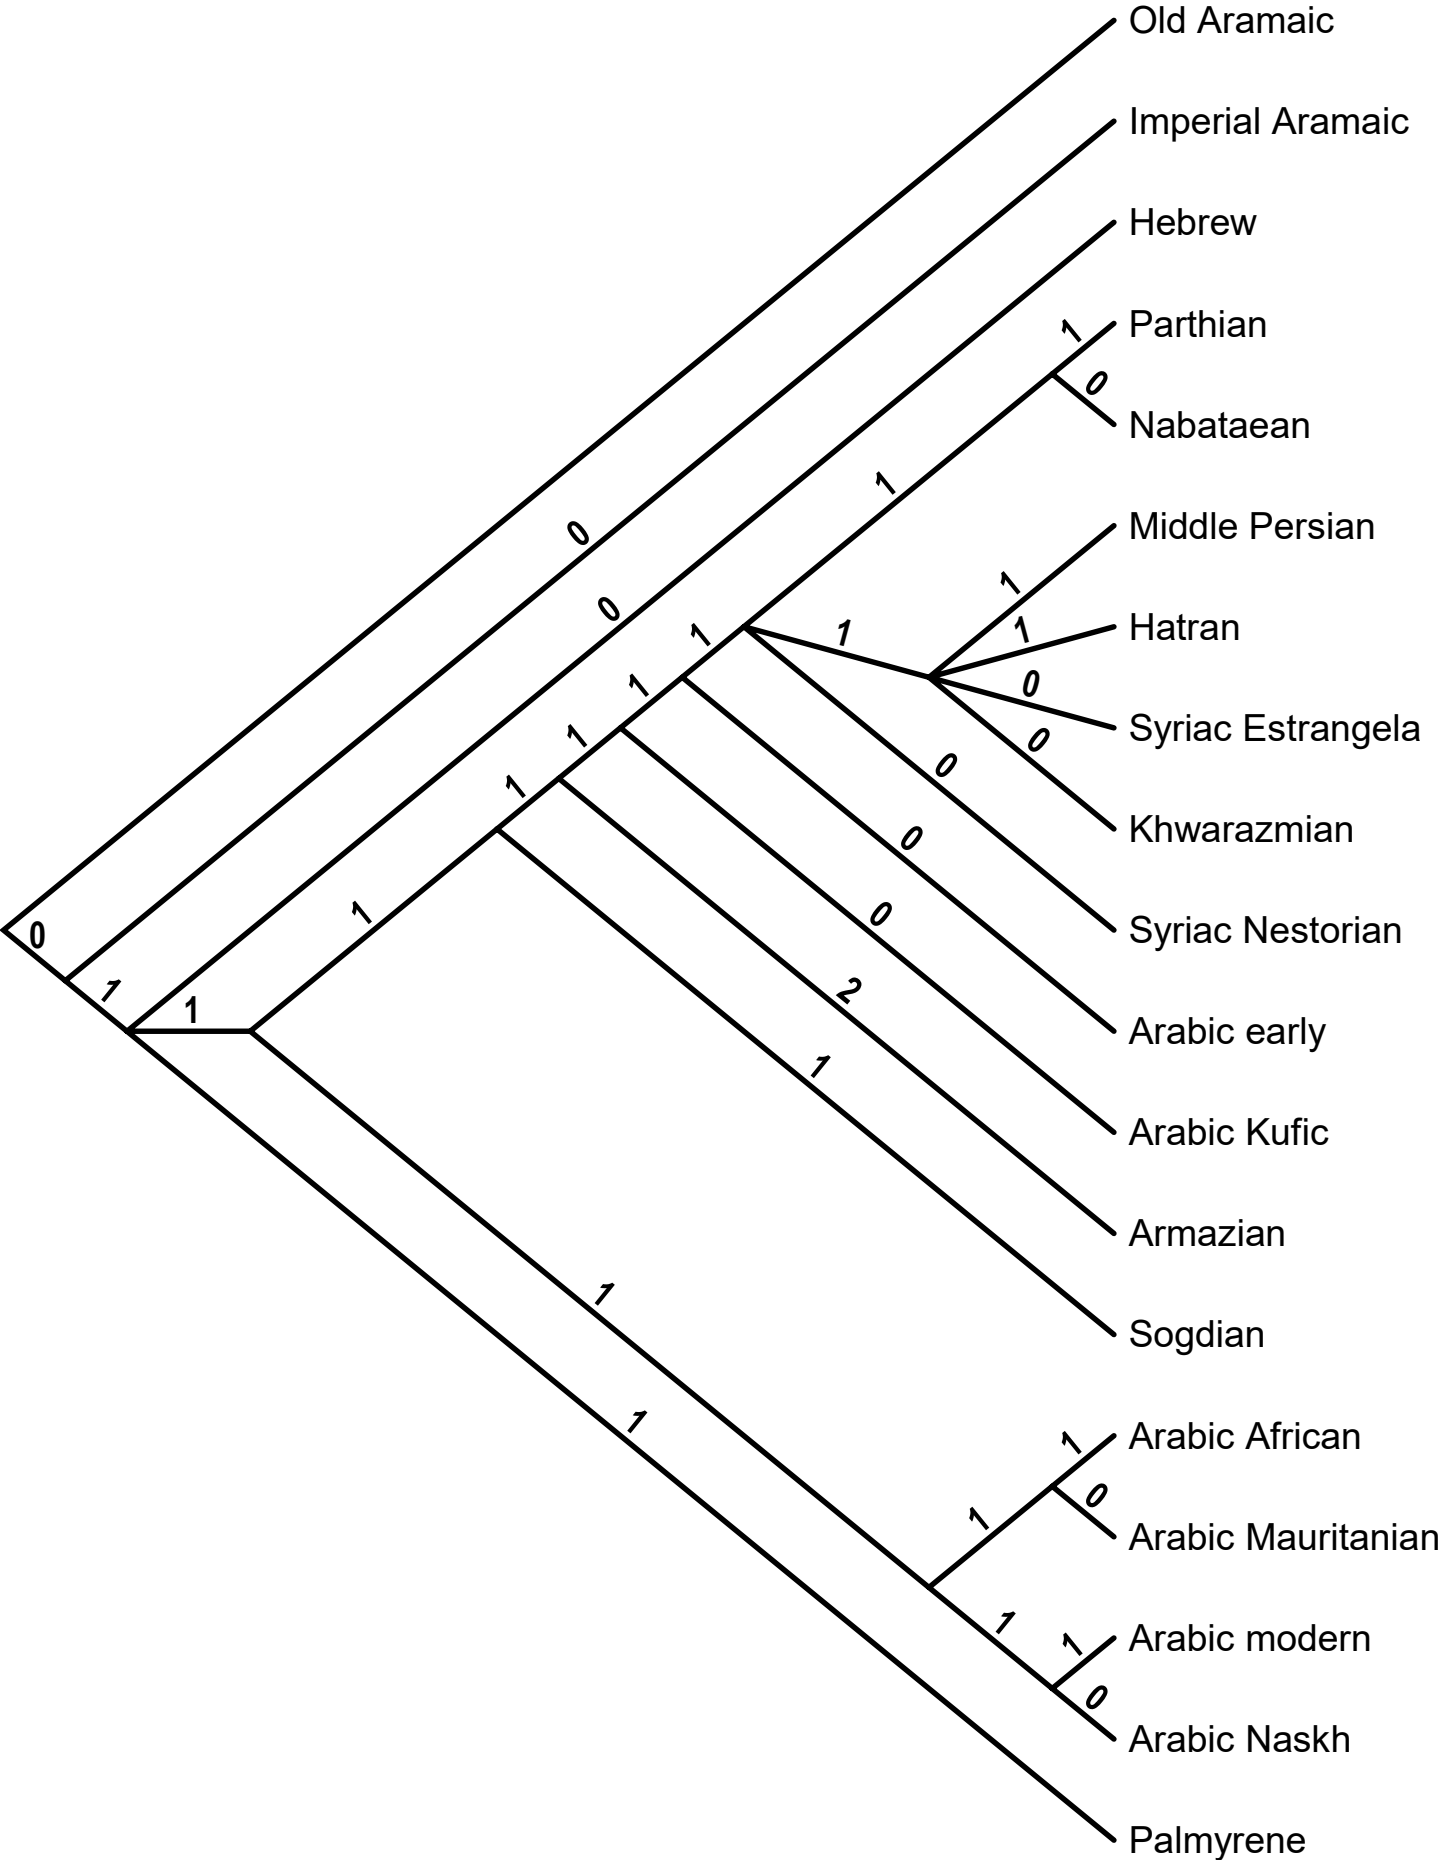 Old Aramaic
Imperial Aramaic
Hebrew
1 Parthian
0
Nabataean
1
0
Middle Persian
1
0
1 1 Hatran
1
1 0
Syriac Estrangela
1 0
0
1
0
Khwarazmian
1
0
0 Syriac Nestorian
1
1
Arabic early
2
1
Arabic Kufic
Armazian
1
Sogdian
1
1 Arabic African
0
1
Arabic Mauritanian
1
1 Arabic modern
0
Arabic Naskh
Palmyrene